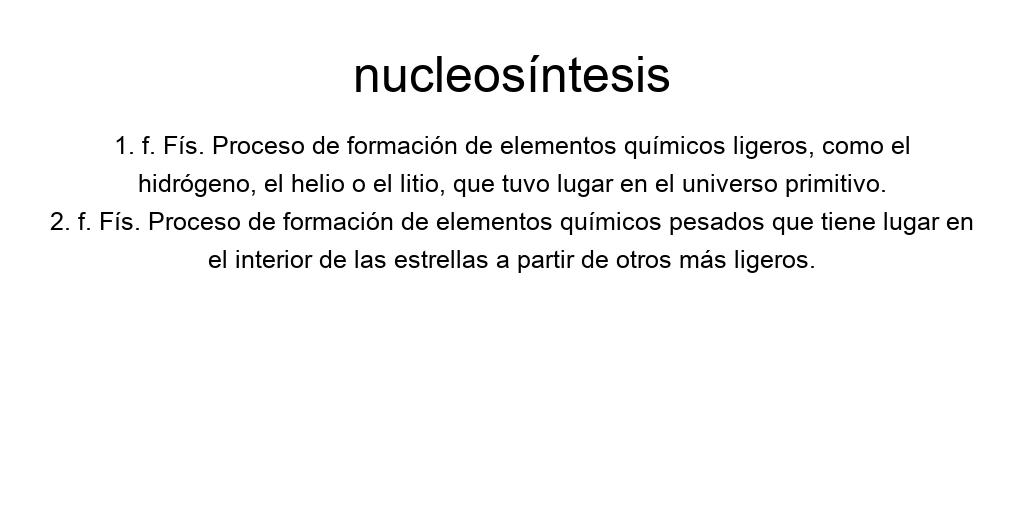 nucleosíntesis
1. f. Fís. Proceso de formación de elementos químicos ligeros, como el
hidrógeno, el helio o el litio, que tuvo lugar en el universo primitivo.
2. f. Fís. Proceso de formación de elementos químicos pesados que tiene lugar en
el interior de las estrellas a partir de otros más ligeros.